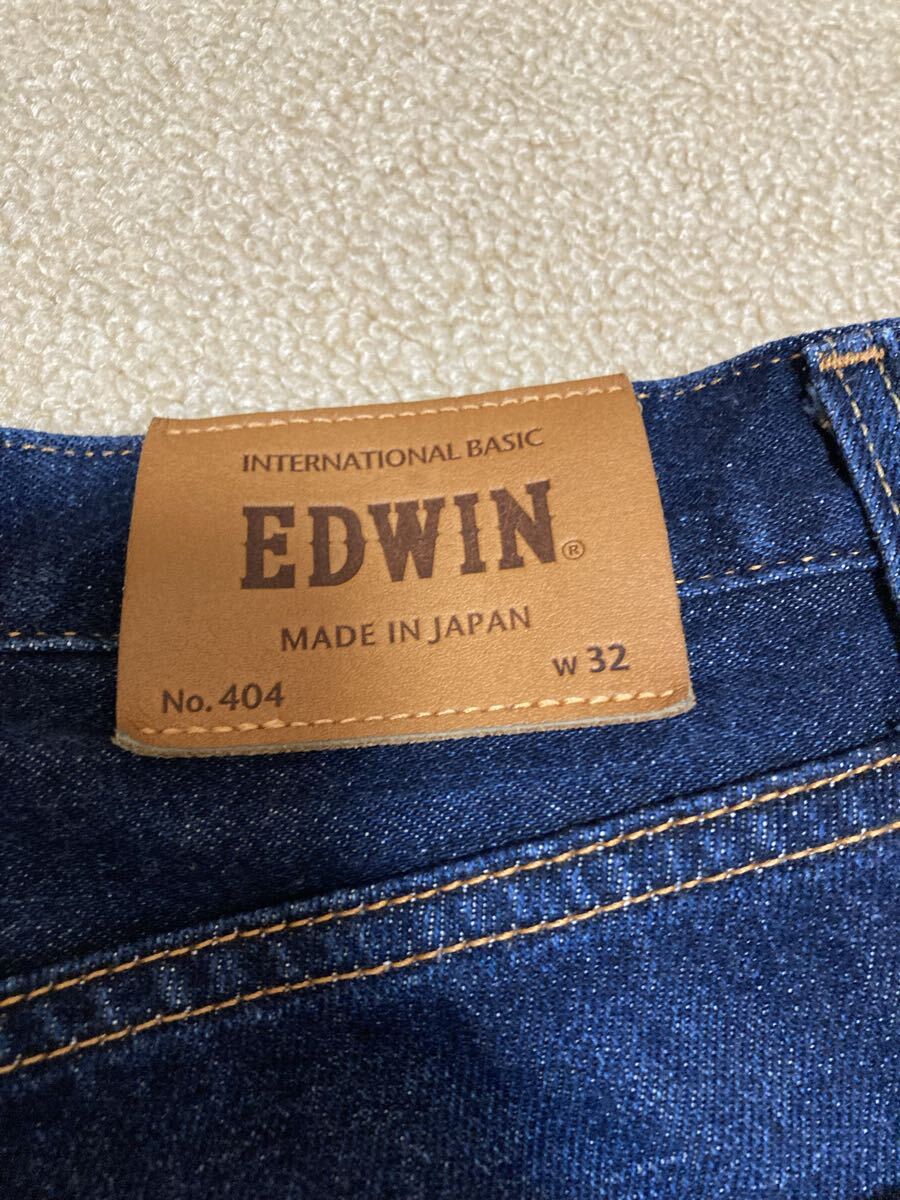 INTERNATIONAL BASIC
EDWIN®
MADE IN JAPAN
No. 404 W 32